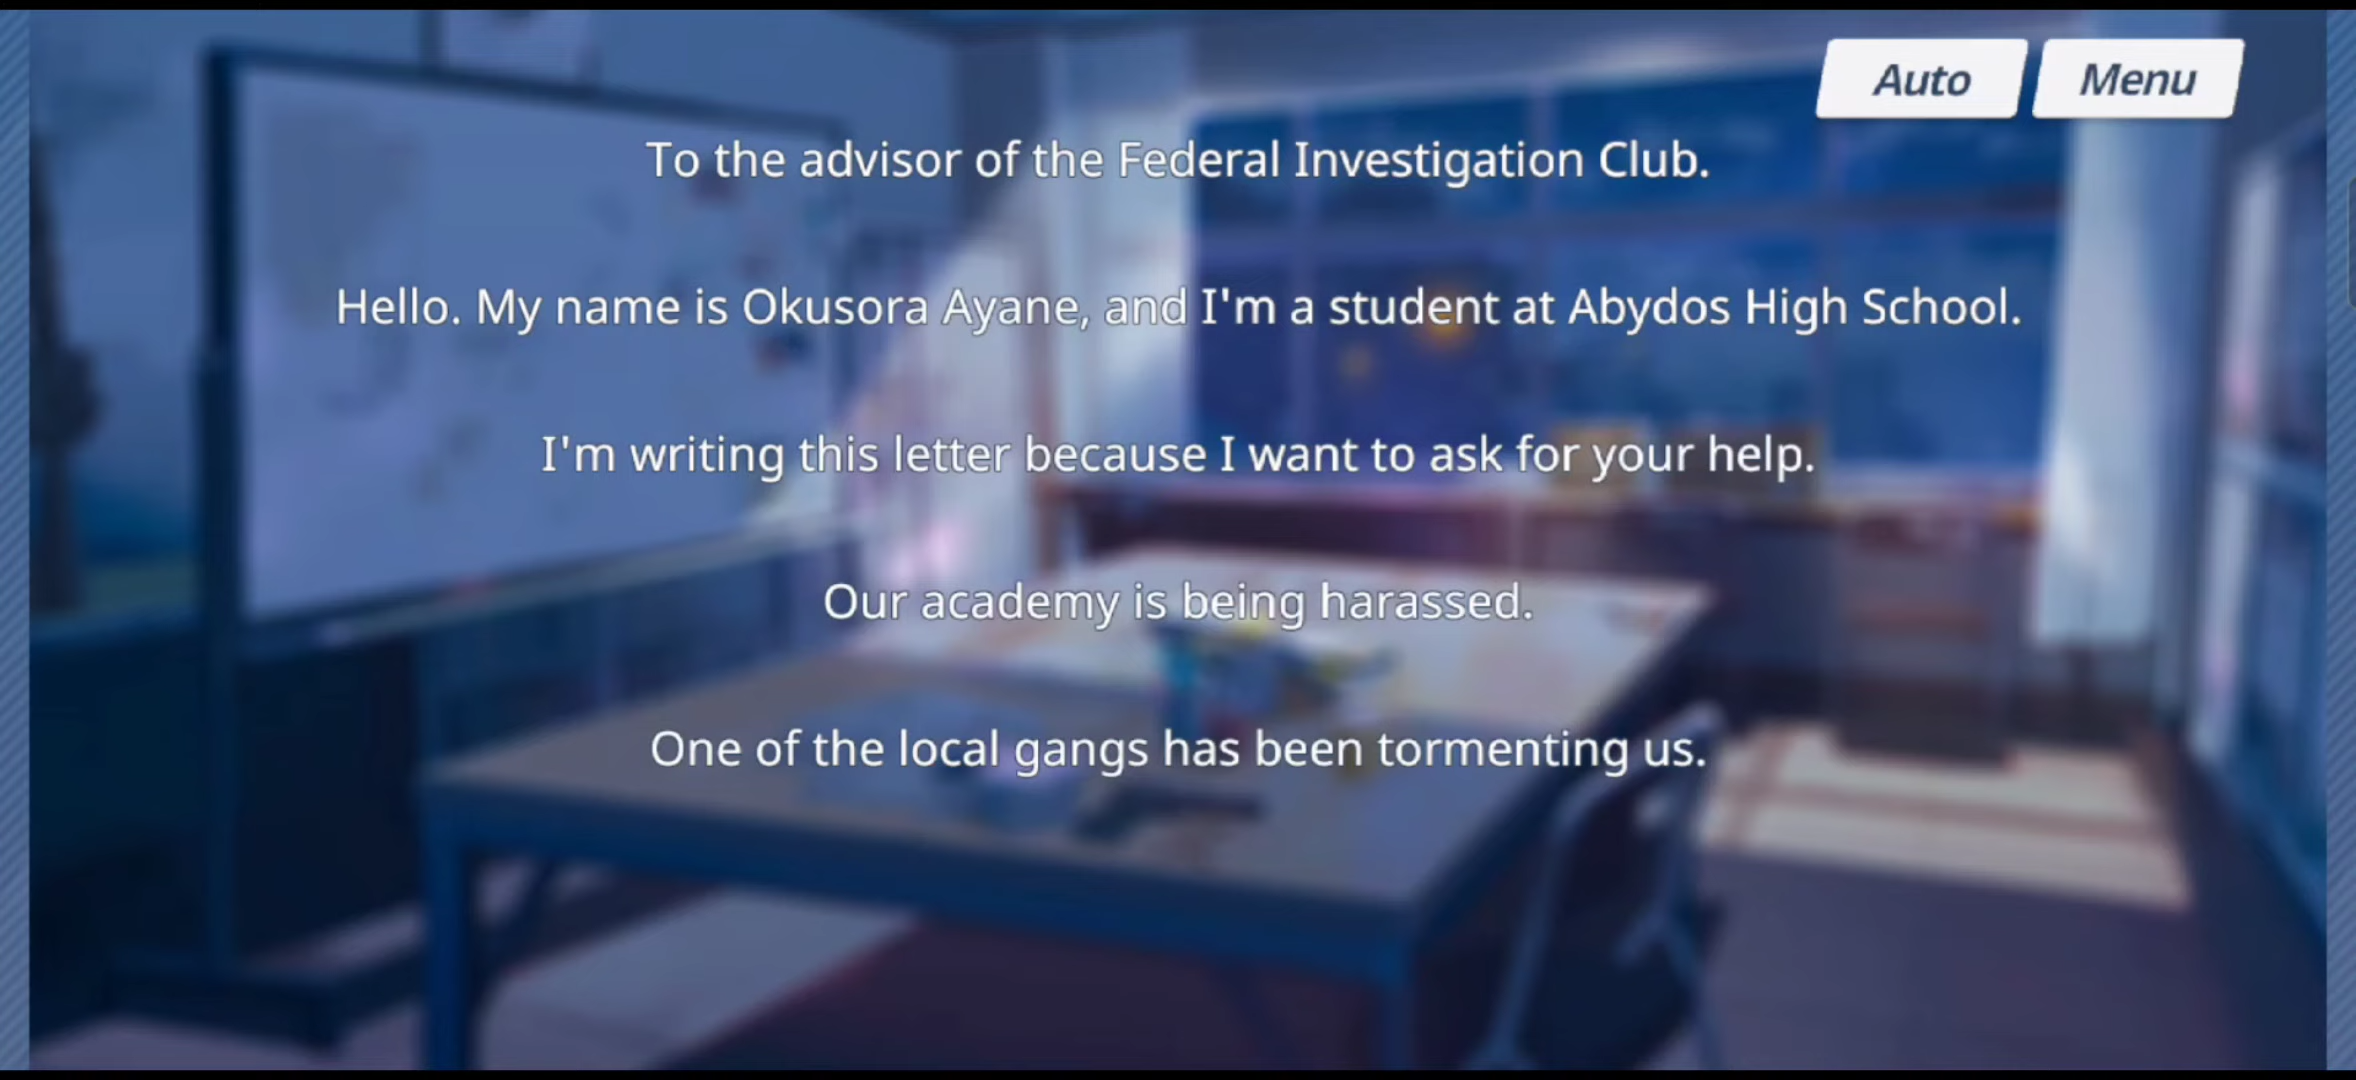 Auto
Menu
To the advisor of the Federal Investigation Club.
Hello. My name is Okusora Ayane, and I'm a student at Abydos High School.
I'm writing this letter because I want to ask for your help.
Our academy is being harassed.
One of the local gangs has been tormenting us.